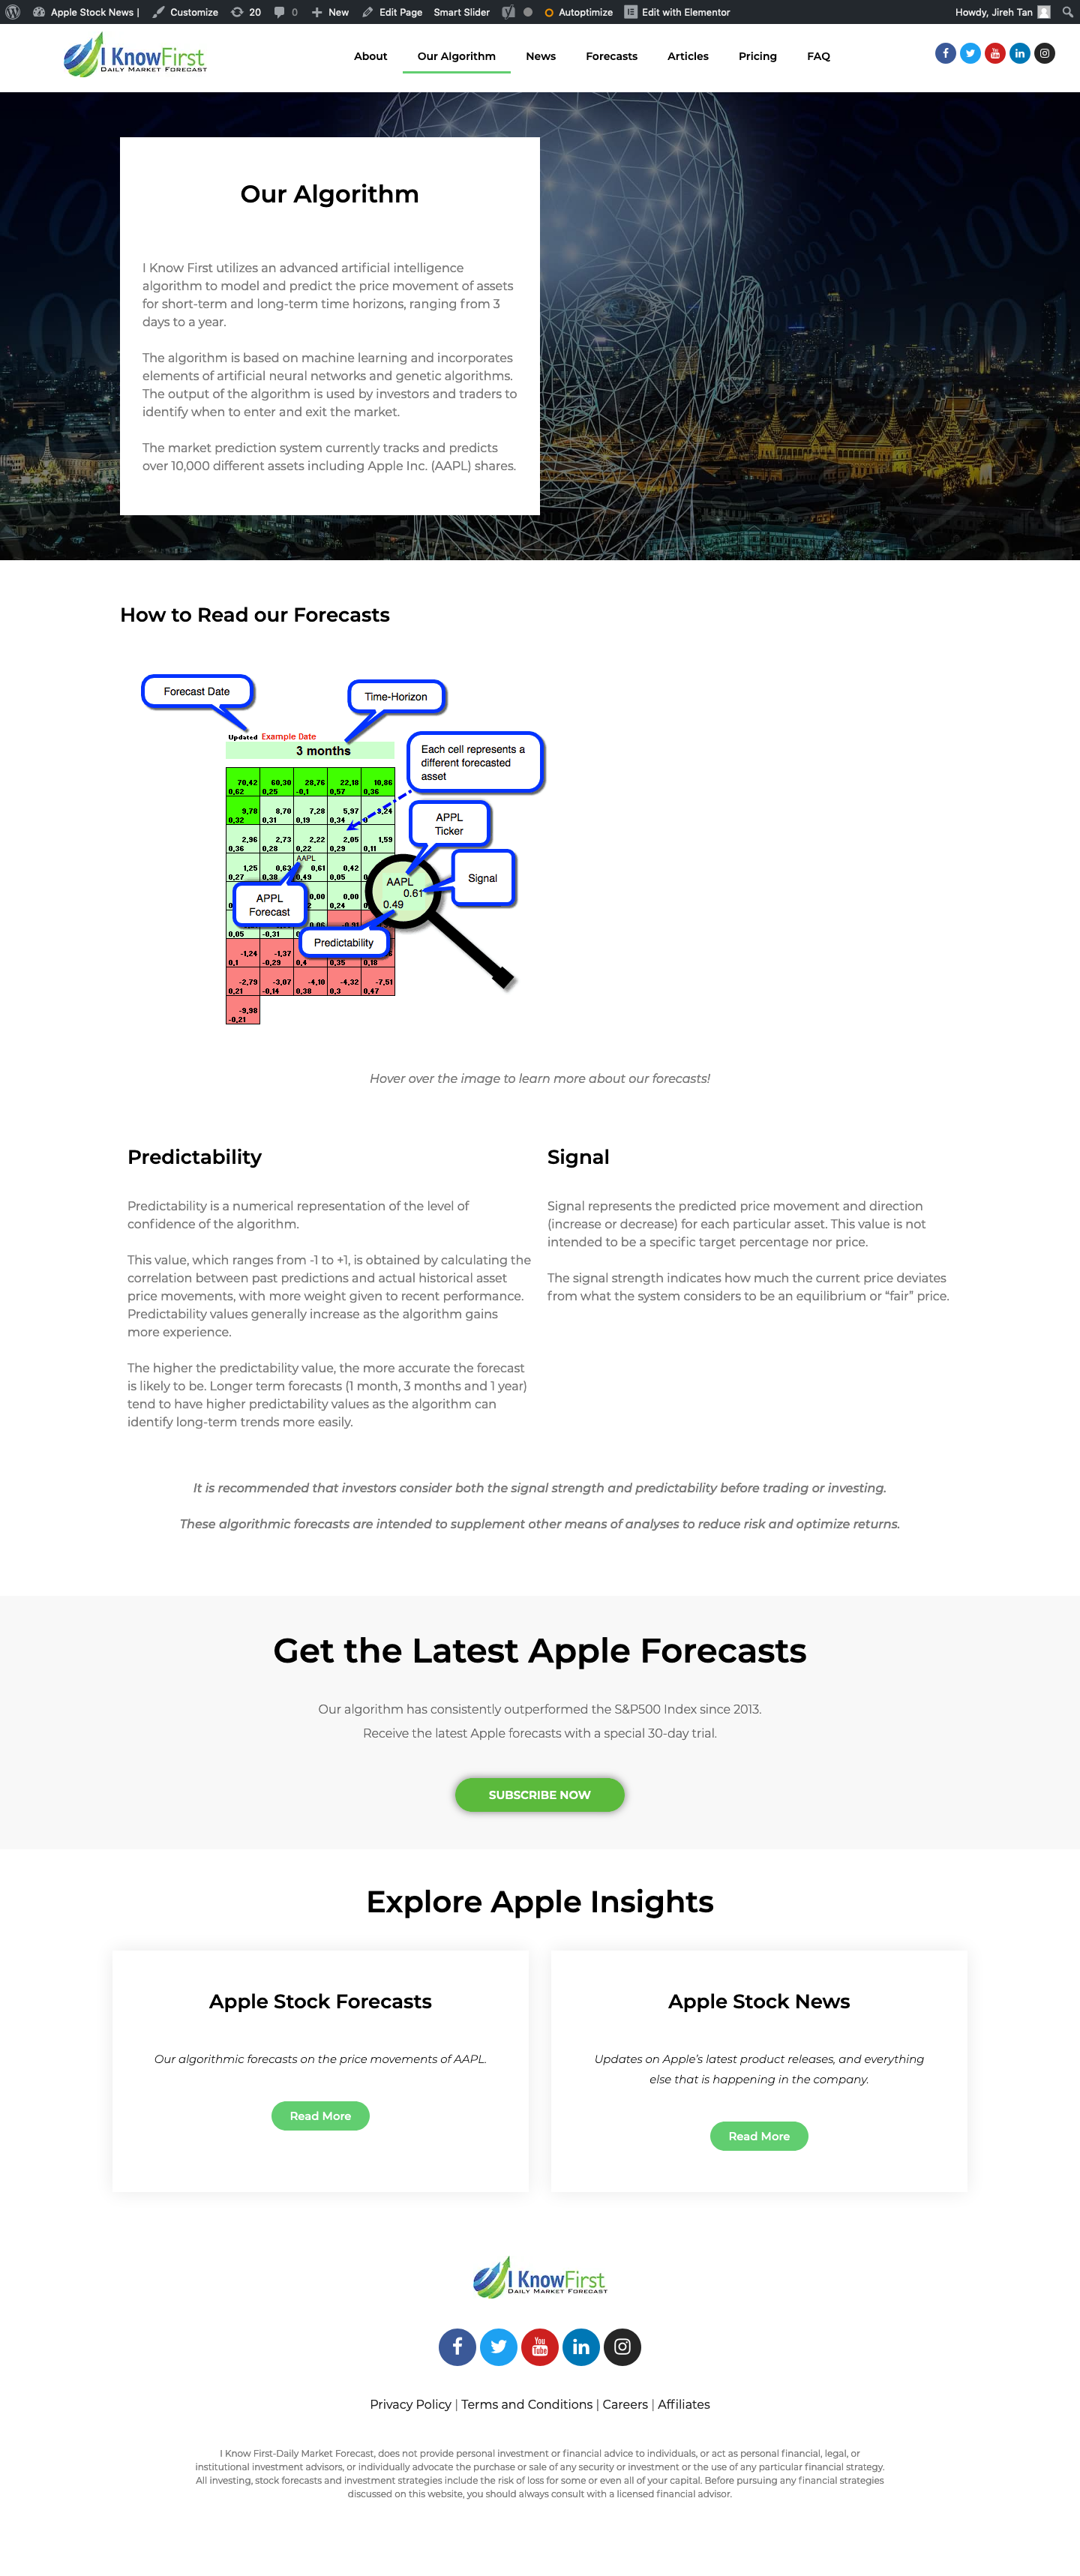 Apple Stock News |
Customize
20
0
New
Edit Page
Smart Slider
Autoptimize
Edit with Elementor
Howdy, Jireh Tan
I KnowFirst
DAILY MARKET FORECAST
About
Our Algorithm
News
Forecasts
Articles
Pricing
FAQ
Our Algorithm
I Know First utilizes an advanced artificial intelligence
algorithm to model and predict the price movement of assets
for short-term and long-term time horizons, ranging from 3
days to a year.
The algorithm is based on machine learning and incorporates
elements of artificial neural networks and genetic algorithms.
The output of the algorithm is used by investors and traders to
identify when to enter and exit the market.
The market prediction system currently tracks and predicts
over 10,000 different assets including Apple Inc. (AAPL) shares.
How to Read our Forecasts
Forecast Date
Time-Horizon
Updated Example Date
3 months
Each cell represents a
different forecasted
asset
70,42 60,30 28,76 22,18 10,86
0,62 0,25 -0,1 0,57 0,36
9,78 8,70 7,28 5,97
0,32 0,31 0,19 0,34
APPL
Ticker
2,96 2,73 2,22 2,05 1,59
0,36 0,28 0,22 0,29 0,11
AAPL
1,25 0,63 0,61 0,42
0,27 0,38 0,49 0,05
Signal
AAPL
0.61
0.49
APPL
Forecast
0,00 0,00
0,24
0,06 -0,91
0,05 -0,31
Predictability
-1,24 -1,37
0,1 -0,29 0,4 0,35 0,18
-2,79 -3,07 -4,10 -4,32 -7,51
0,21 -0,14 0,38 0,3 0,47
-9,98
-0,21
Hover over the image to learn more about our forecasts!
Predictability
Predictability is a numerical representation of the level of
confidence of the algorithm.
This value, which ranges from -1 to +1, is obtained by calculating the
correlation between past predictions and actual historical asset
price movements, with more weight given to recent performance.
Predictability values generally increase as the algorithm gains
more experience.
The higher the predictability value, the more accurate the forecast
is likely to be. Longer term forecasts (1 month, 3 months and 1 year)
tend to have higher predictability values as the algorithm can
identify long-term trends more easily.
Signal
Signal represents the predicted price movement and direction
(increase or decrease) for each particular asset. This value is not
intended to be a specific target percentage nor price.
The signal strength indicates how much the current price deviates
from what the system considers to be an equilibrium or “fair” price.
It is recommended that investors consider both the signal strength and predictability before trading or investing.
These algorithmic forecasts are intended to supplement other means of analyses to reduce risk and optimize returns.
Get the Latest Apple Forecasts
Our algorithm has consistently outperformed the S&P500 Index since 2013.
Receive the latest Apple forecasts with a special 30-day trial.
SUBSCRIBE NOW
Explore Apple Insights
Apple Stock Forecasts
Our algorithmic forecasts on the price movements of AAPL.
Read More
Apple Stock News
Updates on Apple’s latest product releases, and everything
else that is happening in the company.
Read More
I KnowFirst
DAILY MARKET FORECAST
You
Tube
Privacy Policy | Terms and Conditions | Careers | Affiliates
I Know First-Daily Market Forecast, does not provide personal investment or financial advice to individuals, or act as personal financial, legal, or
institutional investment advisors, or individually advocate the purchase or sale of any security or investment or the use of any particular financial strategy.
All investing, stock forecasts and investment strategies include the risk of loss for some or even all of your capital. Before pursuing any financial strategies
discussed on this website, you should always consult with a licensed financial advisor.